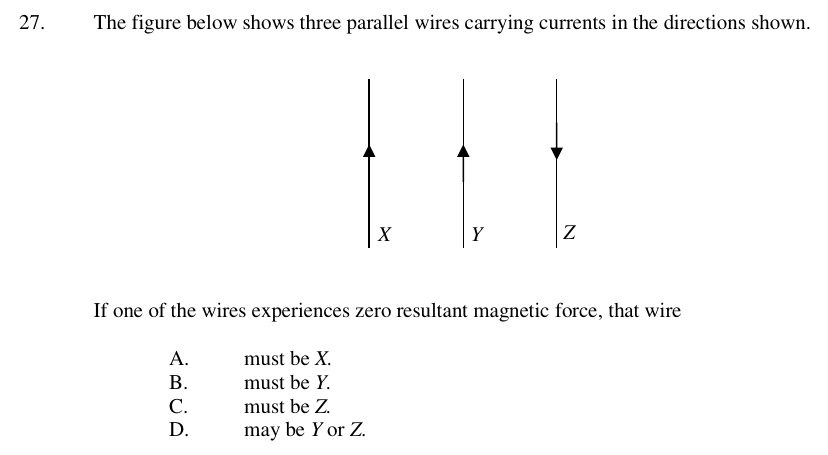 27. The figure below shows three parallel wires carrying currents in the directions shown.
X Y Z
If one of the wires experiences zero resultant magnetic force, that wire
A. must be X.
B. must be Y.
C. must be Z.
D. may be Y or Z.